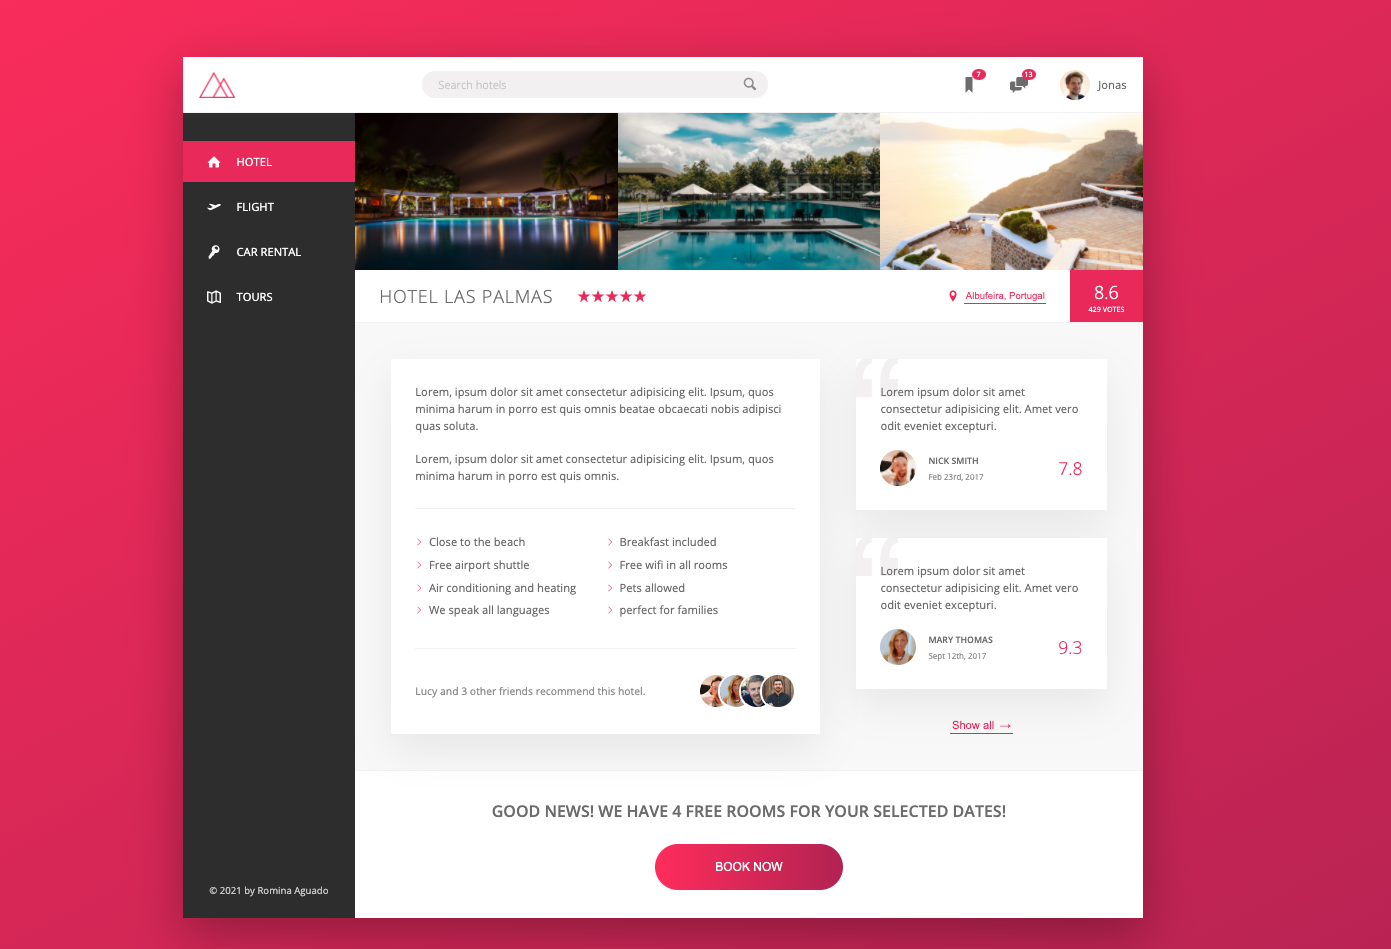 Search hotels
7
13
Jonas
HOTEL
FLIGHT
CAR RENTAL
TOURS
© 2021 by Romina Aguado
HOTEL LAS PALMAS
Albufeira, Portugal
8.6
429 VOTES
Lorem, ipsum dolor sit amet consectetur adipisicing elit. Ipsum, quos
minima harum in porro est quis omnis beatae obcaecati nobis adipisci
quas soluta.
Lorem, ipsum dolor sit amet consectetur adipisicing elit. Ipsum, quos
minima harum in porro est quis omnis.
Close to the beach
Breakfast included
Free airport shuttle
Free wifi in all rooms
Air conditioning and heating
Pets allowed
We speak all languages
perfect for families
Lucy and 3 other friends recommend this hotel.
“
Lorem ipsum dolor sit amet
consectetur adipisicing elit. Amet vero
odit eveniet excepturi.
NICK SMITH
Feb 23rd, 2017
7.8
“
Lorem ipsum dolor sit amet
consectetur adipisicing elit. Amet vero
odit eveniet excepturi.
MARY THOMAS
Sept 12th, 2017
9.3
Show all →
GOOD NEWS! WE HAVE 4 FREE ROOMS FOR YOUR SELECTED DATES!
BOOK NOW